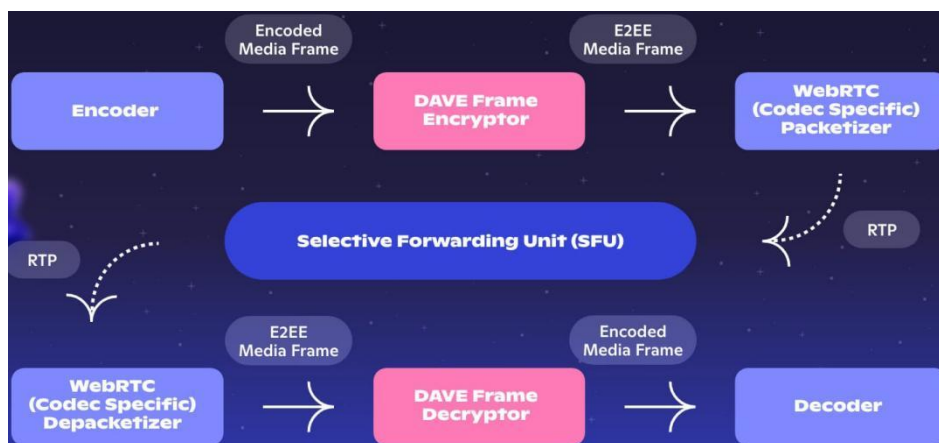 Encoded
Media Frame
E2EE
Media Frame
Encoder
DAVE Frame
Encryptor
WebRTC
(Codec Specific)
Packetizer
RTP
Selective Forwarding Unit (SFU)
RTP
E2EE
Media Frame
Encoded
Media Frame
WebRTC
(Codec Specific)
Depacketizer
DAVE Frame
Decryptor
Decoder